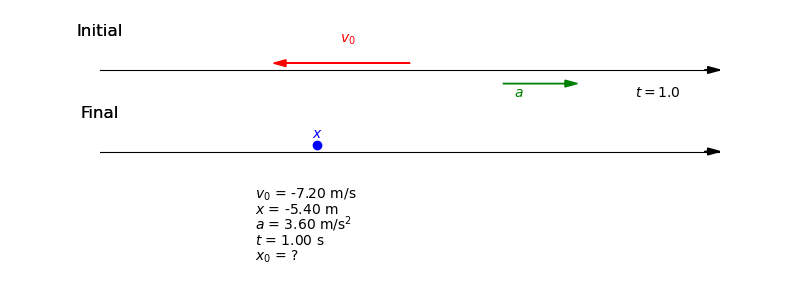 Initial
v₀
a
t = 1.0
Final
x
v₀ = -7.20 m/s
x = -5.40 m
a = 3.60 m/s²
t = 1.00 s
x₀ = ?